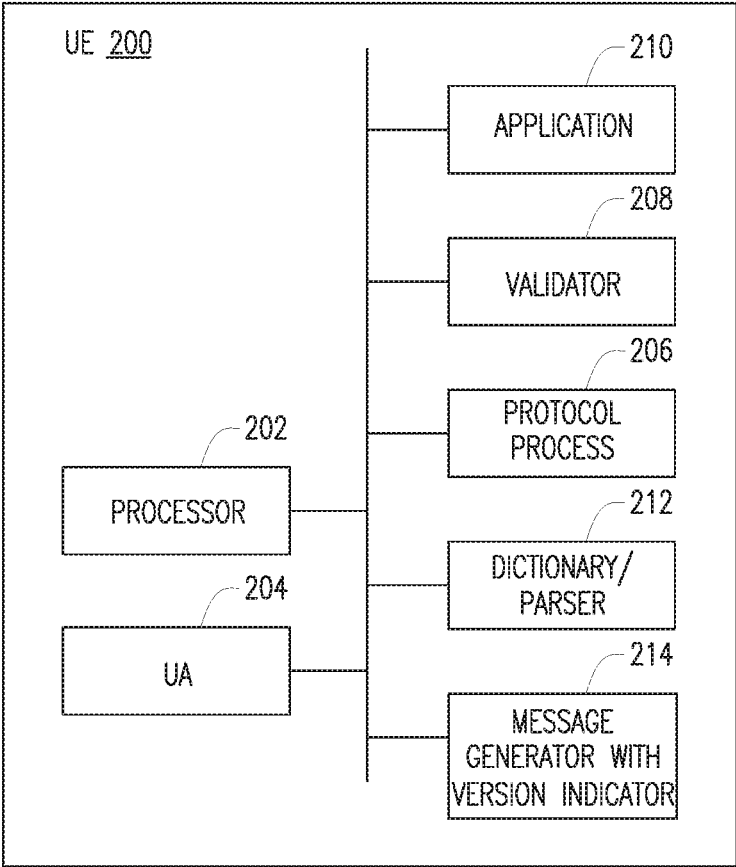 UE 200
210
APPLICATION
208
VALIDATOR
206
PROTOCOL
PROCESS
202
PROCESSOR
212
DICTIONARY/
PARSER
204
UA
214
MESSAGE
GENERATOR WITH
VERSION INDICATOR